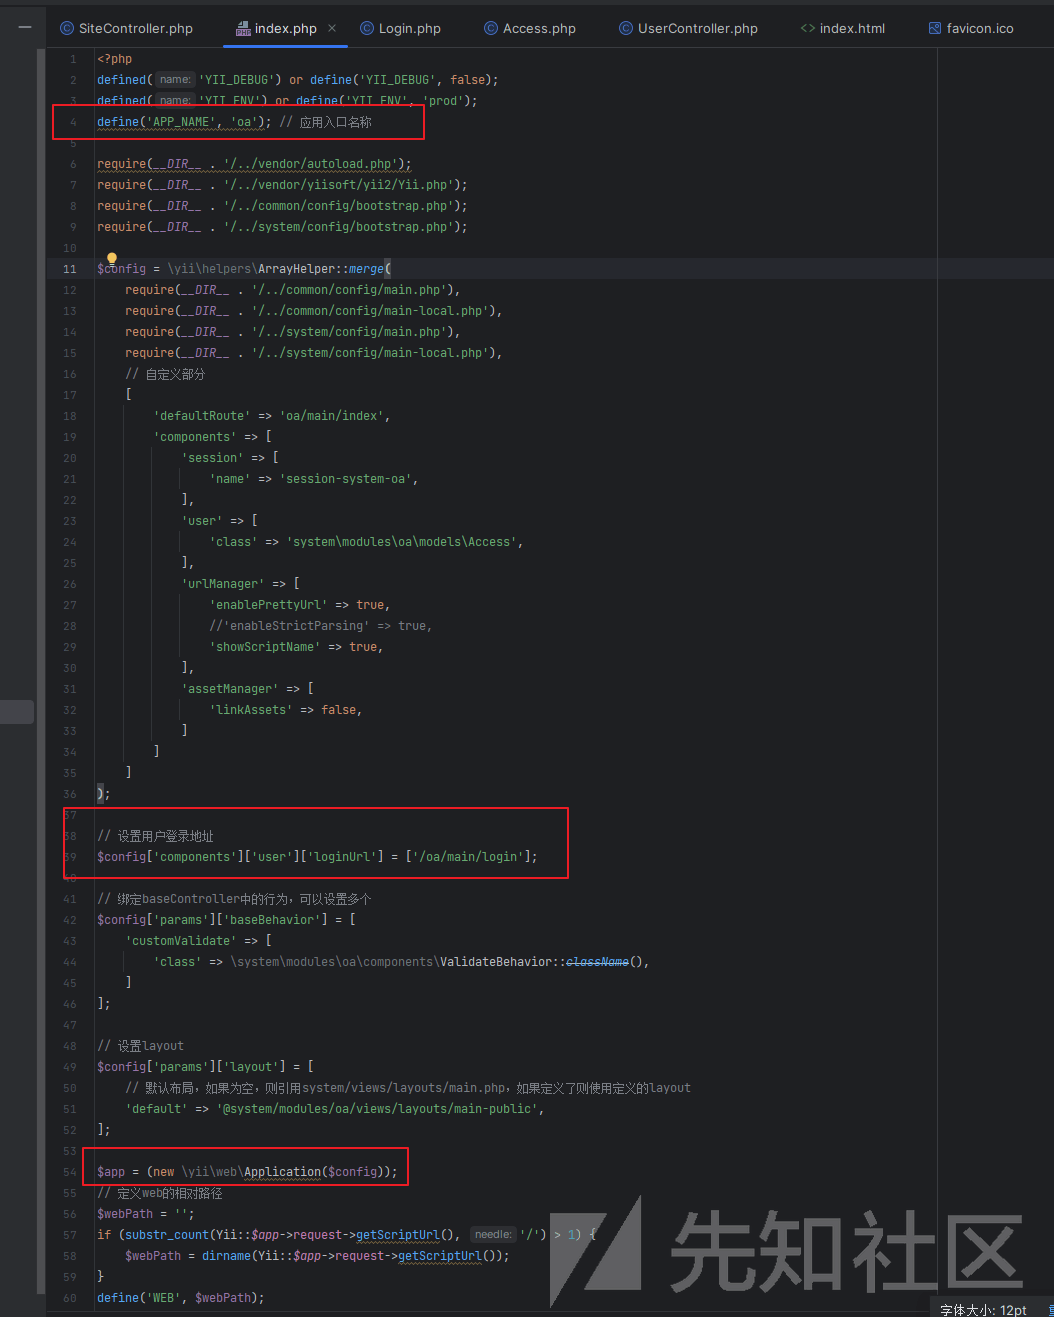 SiteController.php index.php Login.php Access.php UserController.php index.html favicon.ico
1 <?php
2 defined( name: 'YII_DEBUG') or define('YII_DEBUG', false);
3 defined( name: 'YII_ENV') or define('YII_ENV', 'prod');
4 define('APP_NAME', 'oa'); // 应用入口名称
5
6 require(__DIR__ . '/../vendor/autoload.php');
7 require(__DIR__ . '/../vendor/yiisoft/yii2/Yii.php');
8 require(__DIR__ . '/../common/config/bootstrap.php');
9 require(__DIR__ . '/../system/config/bootstrap.php');
10
11 $config = \yii\helpers\ArrayHelper::merge(
12 require(__DIR__ . '/../common/config/main.php'),
13 require(__DIR__ . '/../common/config/main-local.php'),
14 require(__DIR__ . '/../system/config/main.php'),
15 require(__DIR__ . '/../system/config/main-local.php'),
16 // 自定义部分
17 [
18 'defaultRoute' => 'oa/main/index',
19 'components' => [
20 'session' => [
21 'name' => 'session-system-oa',
22 ],
23 'user' => [
24 'class' => 'system\modules\oa\models\Access',
25 ],
26 'urlManager' => [
27 'enablePrettyUrl' => true,
28 //'enableStrictParsing' => true,
29 'showScriptName' => true,
30 ],
31 'assetManager' => [
32 'linkAssets' => false,
33 ]
34 ]
35 ]
36 );
37
38 // 设置用户登录地址
39 $config['components']['user']['loginUrl'] = ['/oa/main/login'];
40
41 // 绑定baseController中的行为，可以设置多个
42 $config['params']['baseBehavior'] = [
43 'customValidate' => [
44 'class' => \system\modules\oa\components\ValidateBehavior::className(),
45 ]
46 ];
47
48 // 设置layout
49 $config['params']['layout'] = [
50 // 默认布局，如果为空，则引用system/views/layouts/main.php，如果定义了则使用定义的layout
51 'default' => '@system/modules/oa/views/layouts/main-public',
52 ];
53
54 $app = (new \yii\web\Application($config));
55 // 定义web的相对路径
56 $webPath = '';
57 if (substr_count(Yii::$app->request->getScriptUrl(), needle: '/') > 1) {
58 $webPath = dirname(Yii::$app->request->getScriptUrl());
59 }
60 define('WEB', $webPath);
先知社区
字体大小: 12pt